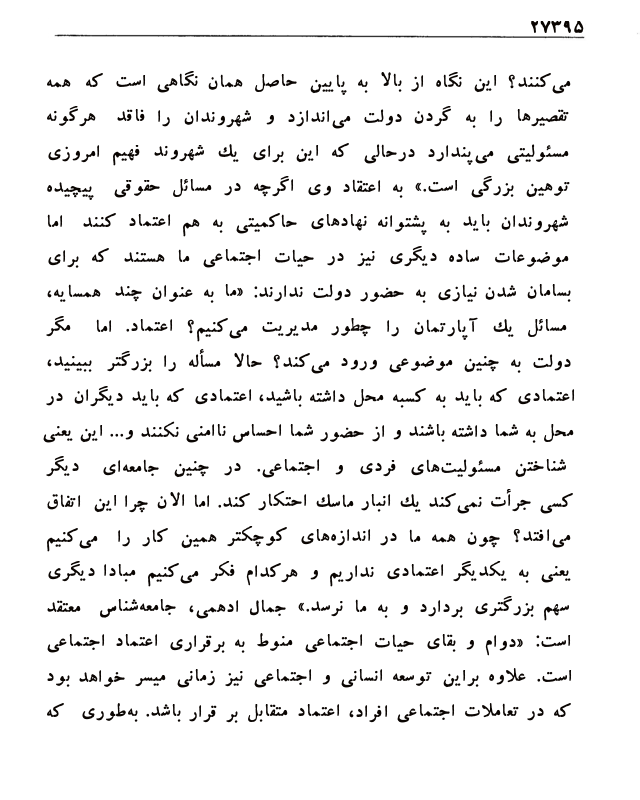 ۲۷۳۹۵
می‌کنند؟ این نگاه از بالا به پایین حاصل همان نگاهی است که همه
تقصیرها را به گردن دولت می‌اندازد و شهروندان را فاقد هرگونه
مسئولیتی می‌پندارد درحالی که این برای یك شهروند فهیم امروزی
توهین بزرگی است.» به اعتقاد وی اگرچه در مسائل حقوقی پیچیده
شهروندان باید به پشتوانه نهادهای حاکمیتی به هم اعتماد کنند اما
موضوعات ساده دیگری نیز در حیات اجتماعی ما هستند که برای
بسامان شدن نیازی به حضور دولت ندارند: «ما به عنوان چند همسایه،
مسائل یك آپارتمان را چطور مدیریت می‌کنیم؟ اعتماد. اما مگر
دولت به چنین موضوعی ورود می‌کند؟ حالا مسأله را بزرگتر ببینید،
اعتمادی که باید به کسبه محل داشته باشید، اعتمادی که باید دیگران در
محل به شما داشته باشند و از حضور شما احساس ناامنی نکنند و... این یعنی
شناختن مسئولیت‌های فردی و اجتماعی. در چنین جامعه‌ای دیگر
کسی جرأت نمی‌کند یك انبار ماسك احتکار کند. اما الان چرا این اتفاق
می‌افتد؟ چون همه ما در اندازه‌های کوچکتر همین کار را می‌کنیم
یعنی به یکدیگر اعتمادی نداریم و هرکدام فکر می‌کنیم مبادا دیگری
سهم بزرگتری بردارد و به ما نرسد.» جمال ادهمی، جامعه‌شناس معتقد
است: «دوام و بقای حیات اجتماعی منوط به برقراری اعتماد اجتماعی
است. علاوه براین توسعه انسانی و اجتماعی نیز زمانی میسر خواهد بود
که در تعاملات اجتماعی افراد، اعتماد متقابل بر قرار باشد. به‌طوری که